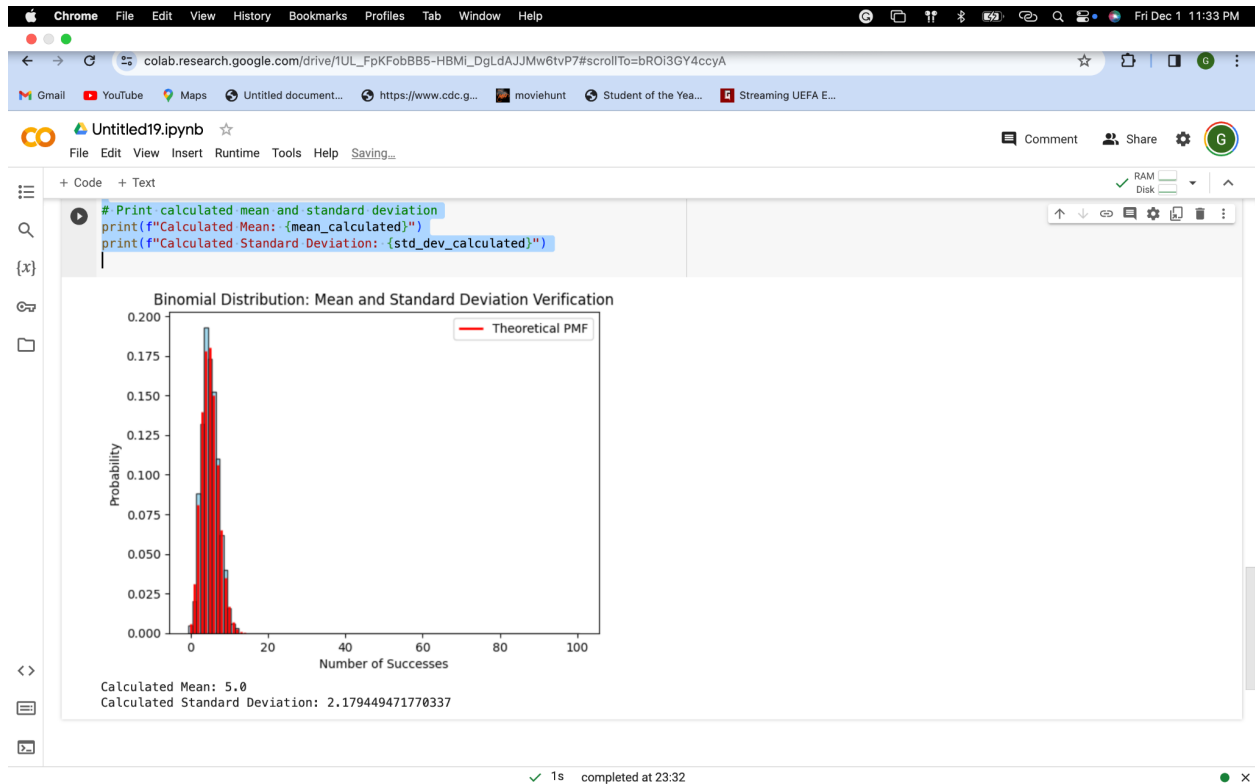 Chrome File Edit View History Bookmarks Profiles Tab Window Help Fri Dec 1 11:33 PM
colab.research.google.com/drive/1UL_FpKFobBB5-HBMi_DgLdAJJMw6tvP7#scrollTo=bROi3GY4ccyA
Gmail YouTube Maps Untitled document... https://www.cdc.g... moviehunt Student of the Yea... Streaming UEFA E...
Untitled19.ipynb
Comment Share G
File Edit View Insert Runtime Tools Help Saving...
+ Code + Text
RAM
Disk
# Print calculated mean and standard deviation
print(f"Calculated Mean: {mean_calculated}")
print(f"Calculated Standard Deviation: {std_dev_calculated}")
{x}
Binomial Distribution: Mean and Standard Deviation Verification
Theoretical PMF
0.200
0.175
0.150
0.125
0.100
0.075
0.050
0.025
0.000
Probability
0 20 40 60 80 100
Number of Successes
Calculated Mean: 5.0
Calculated Standard Deviation: 2.179449471770337
1s completed at 23:32